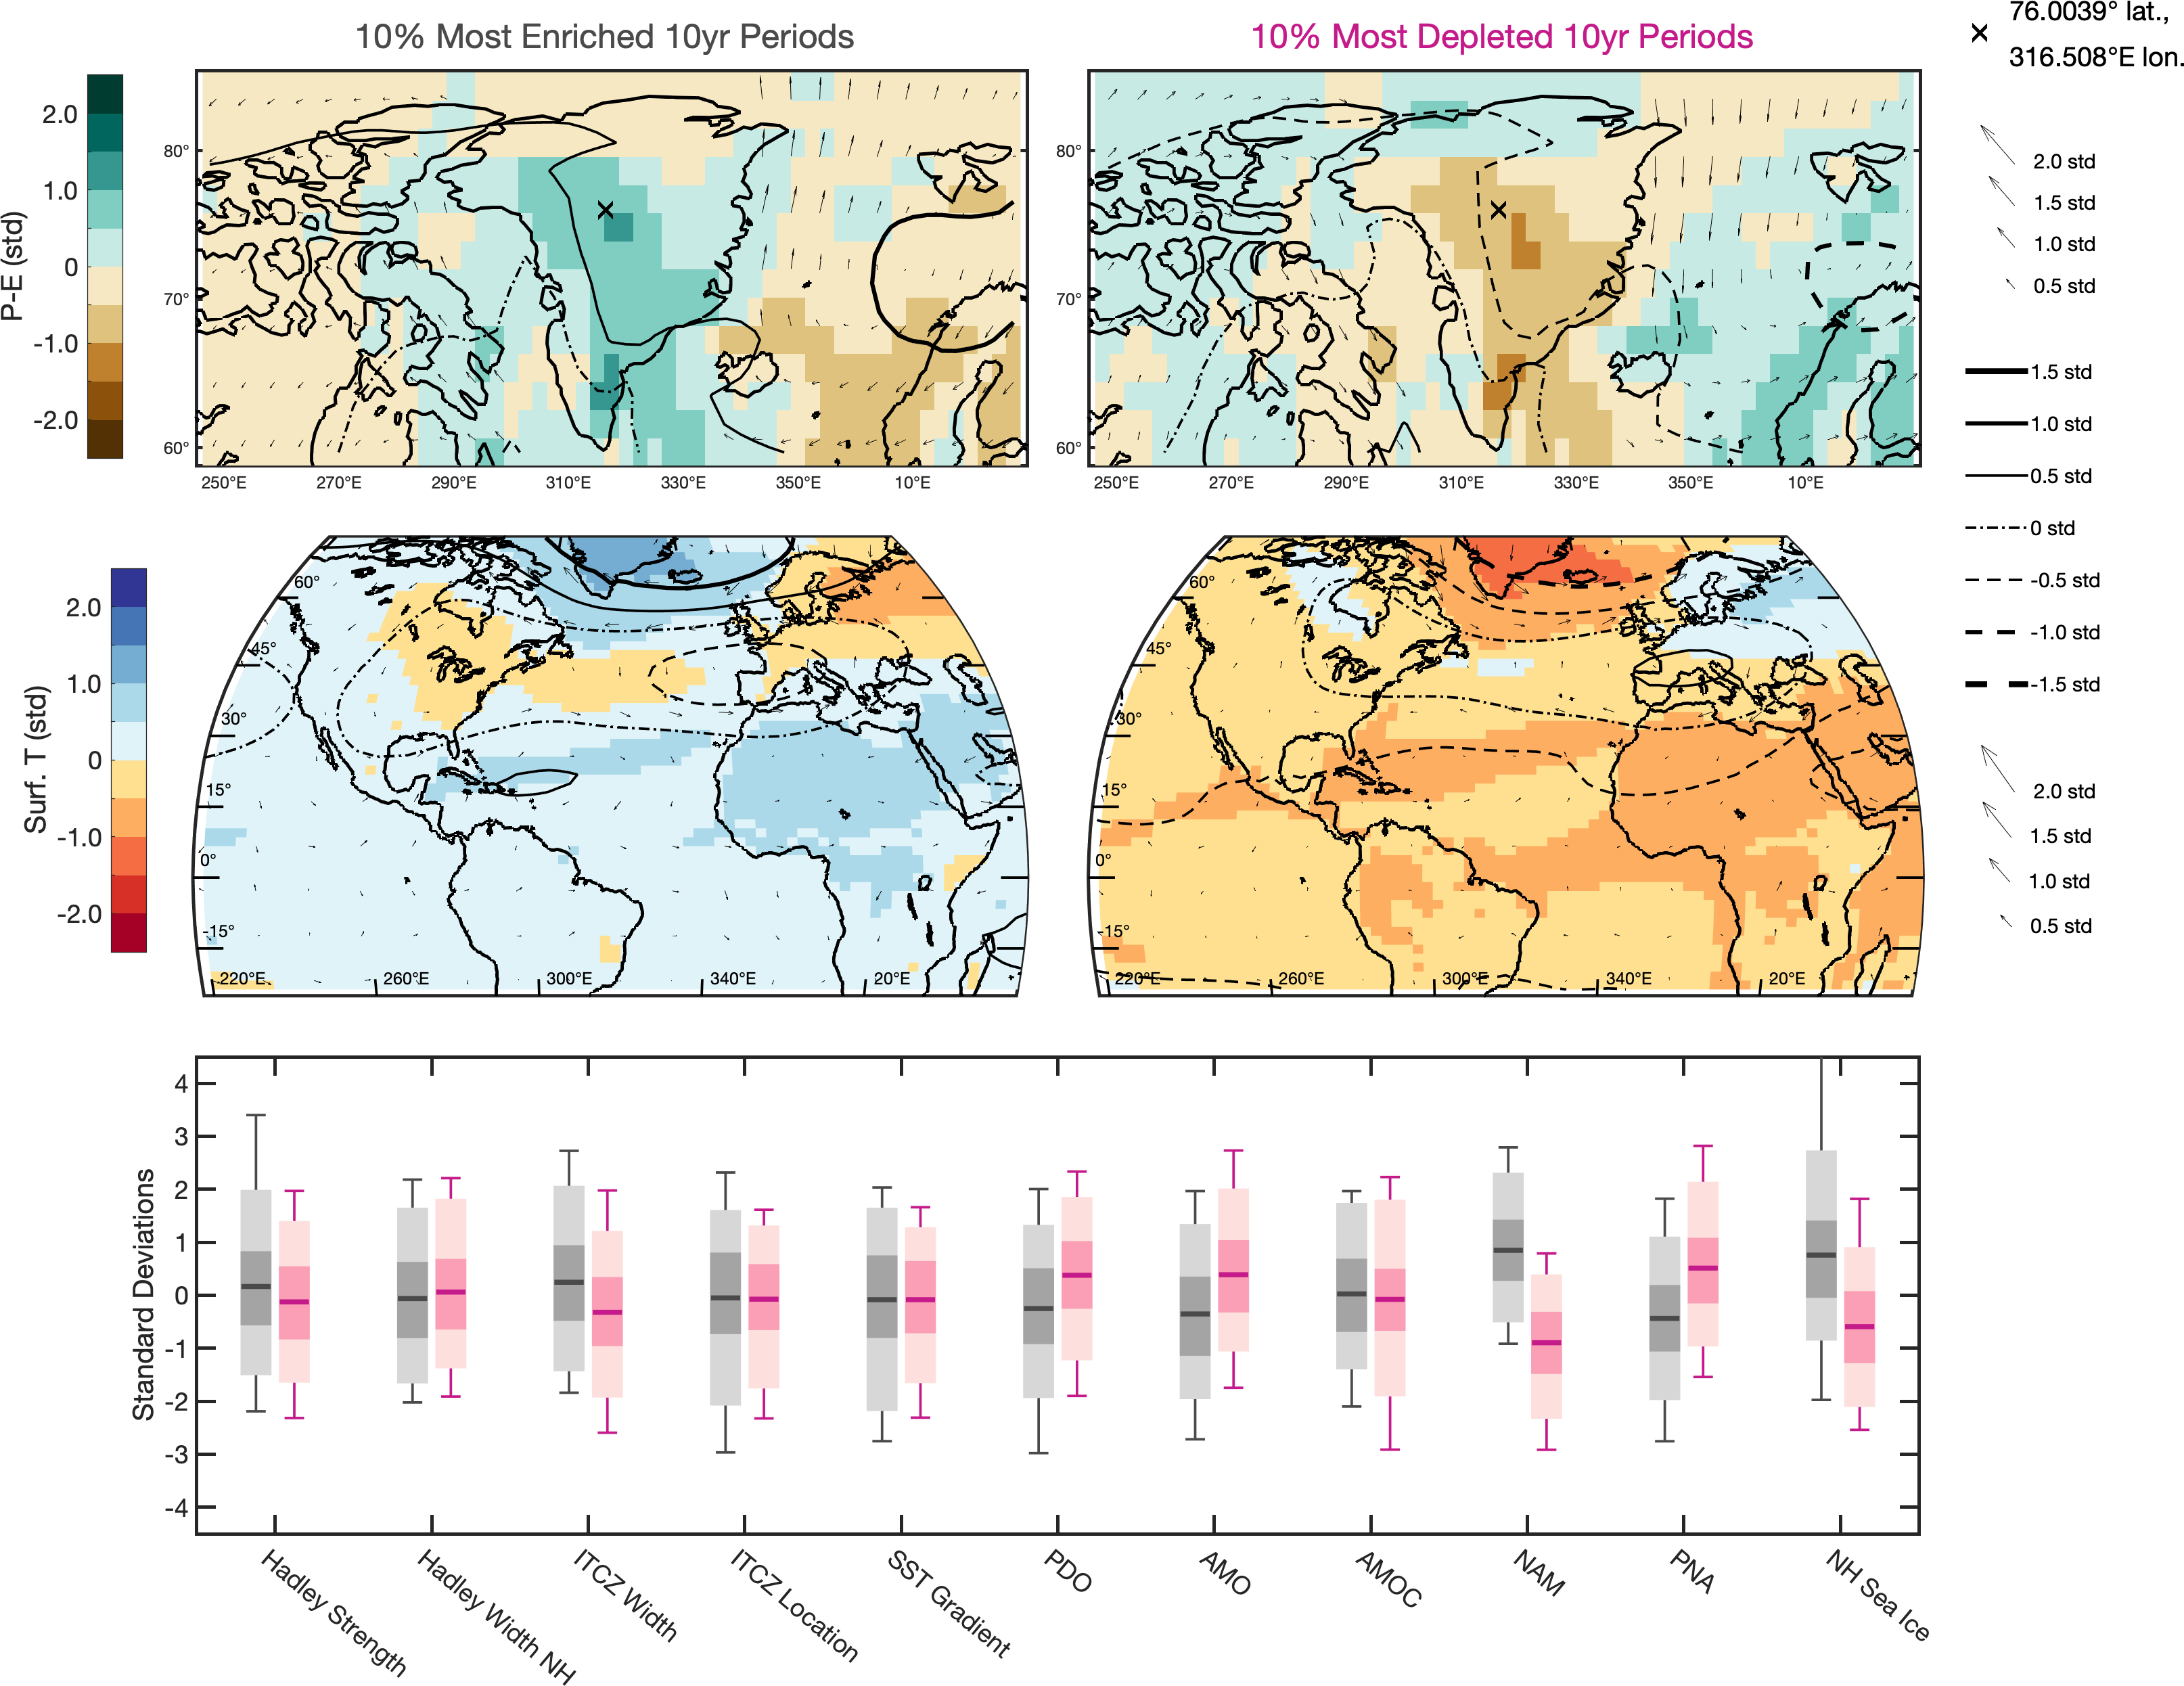 10% Most Enriched 10yr Periods
10% Most Depleted 10yr Periods
76.0039° lat.,
316.508°E lon.
P-E (std)
2.0
1.0
0
-1.0
-2.0
80°
70°
60°
250°E 270°E 290°E 310°E 330°E 350°E 10°E
80°
70°
60°
250°E 270°E 290°E 310°E 330°E 350°E 10°E
2.0 std
1.5 std
1.0 std
0.5 std
1.5 std
1.0 std
0.5 std
0 std
-0.5 std
-1.0 std
-1.5 std
Surf. T (std)
2.0
1.0
0
-1.0
-2.0
60°
45°
30°
15°
0°
-15°
220°E 260°E 300°E 340°E 20°E
60°
45°
30°
15°
0°
-15°
220°E 260°E 300°E 340°E 20°E
2.0 std
1.5 std
1.0 std
0.5 std
Standard Deviations
4
3
2
1
0
-1
-2
-3
-4
Hadley Strength
Hadley Width NH
ITCZ Width
ITCZ Location
SST Gradient
PDO
AMO
AMOC
NAM
PNA
NH Sea Ice